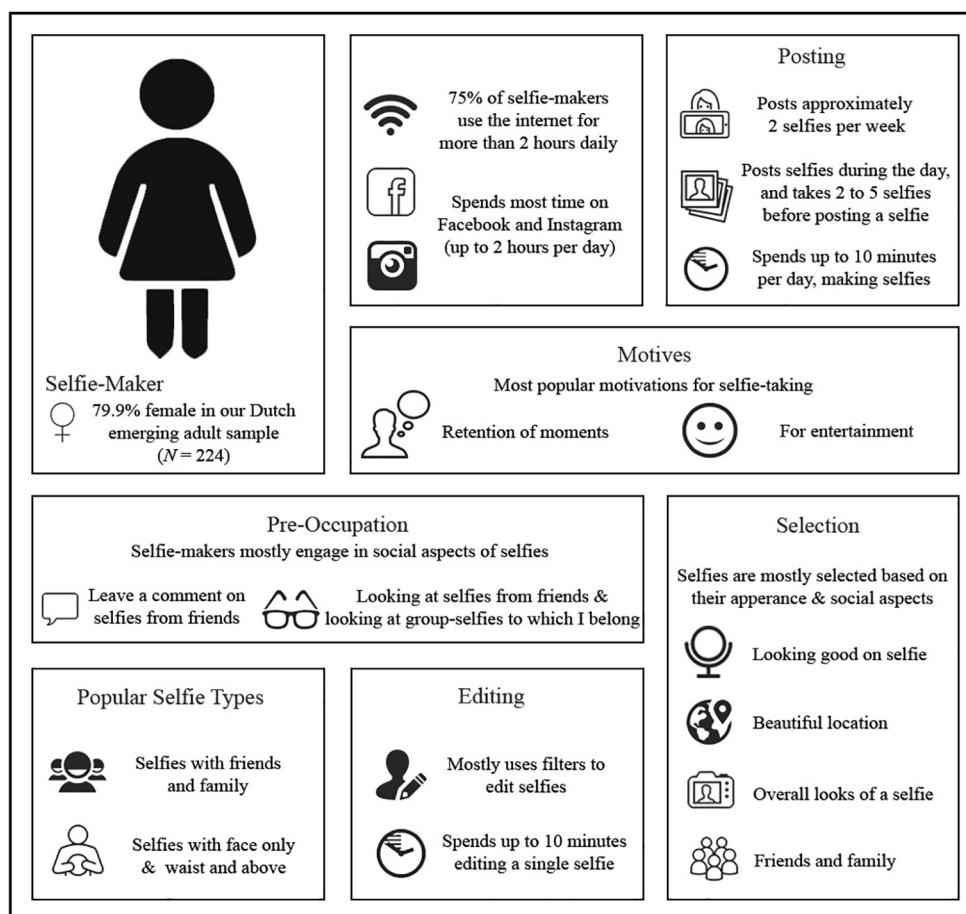 Selfie-Maker
79.9% female in our Dutch
emerging adult sample
(N = 224)
75% of selfie-makers
use the internet for
more than 2 hours daily
Spends most time on
Facebook and Instagram
(up to 2 hours per day)
Posting
Posts approximately
2 selfies per week
Posts selfies during the day,
and takes 2 to 5 selfies
before posting a selfie
Spends up to 10 minutes
per day, making selfies
Motives
Most popular motivations for selfie-taking
Retention of moments
For entertainment
Pre-Occupation
Selfie-makers mostly engage in social aspects of selfies
Leave a comment on
selfies from friends
Looking at selfies from friends &
looking at group-selfies to which I belong
Selection
Selfies are mostly selected based on
their apperance & social aspects
Looking good on selfie
Beautiful location
Overall looks of a selfie
Friends and family
Popular Selfie Types
Selfies with friends
and family
Selfies with face only
& waist and above
Editing
Mostly uses filters to
edit selfies
Spends up to 10 minutes
editing a single selfie